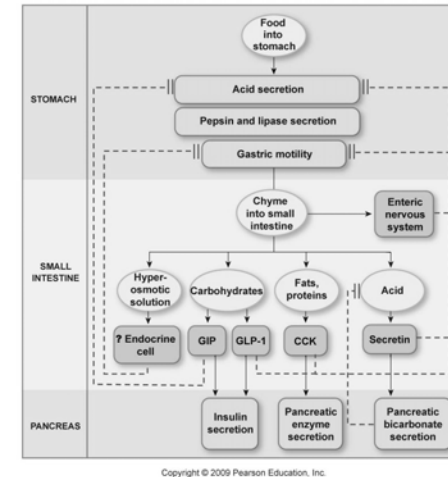 Food
into
stomach
STOMACH
Acid secretion
Pepsin and lipase secretion
Gastric motility
Chyme
into small
intestine
Enteric
nervous
system
SMALL
INTESTINE
Hyper-
osmotic
solution
Carbohydrates
Fats,
proteins
Acid
? Endocrine
cell
GIP
GLP-1
CCK
Secretin
PANCREAS
Insulin
secretion
Pancreatic
enzyme
secretion
Pancreatic
bicarbonate
secretion
Copyright © 2009 Pearson Education, Inc.